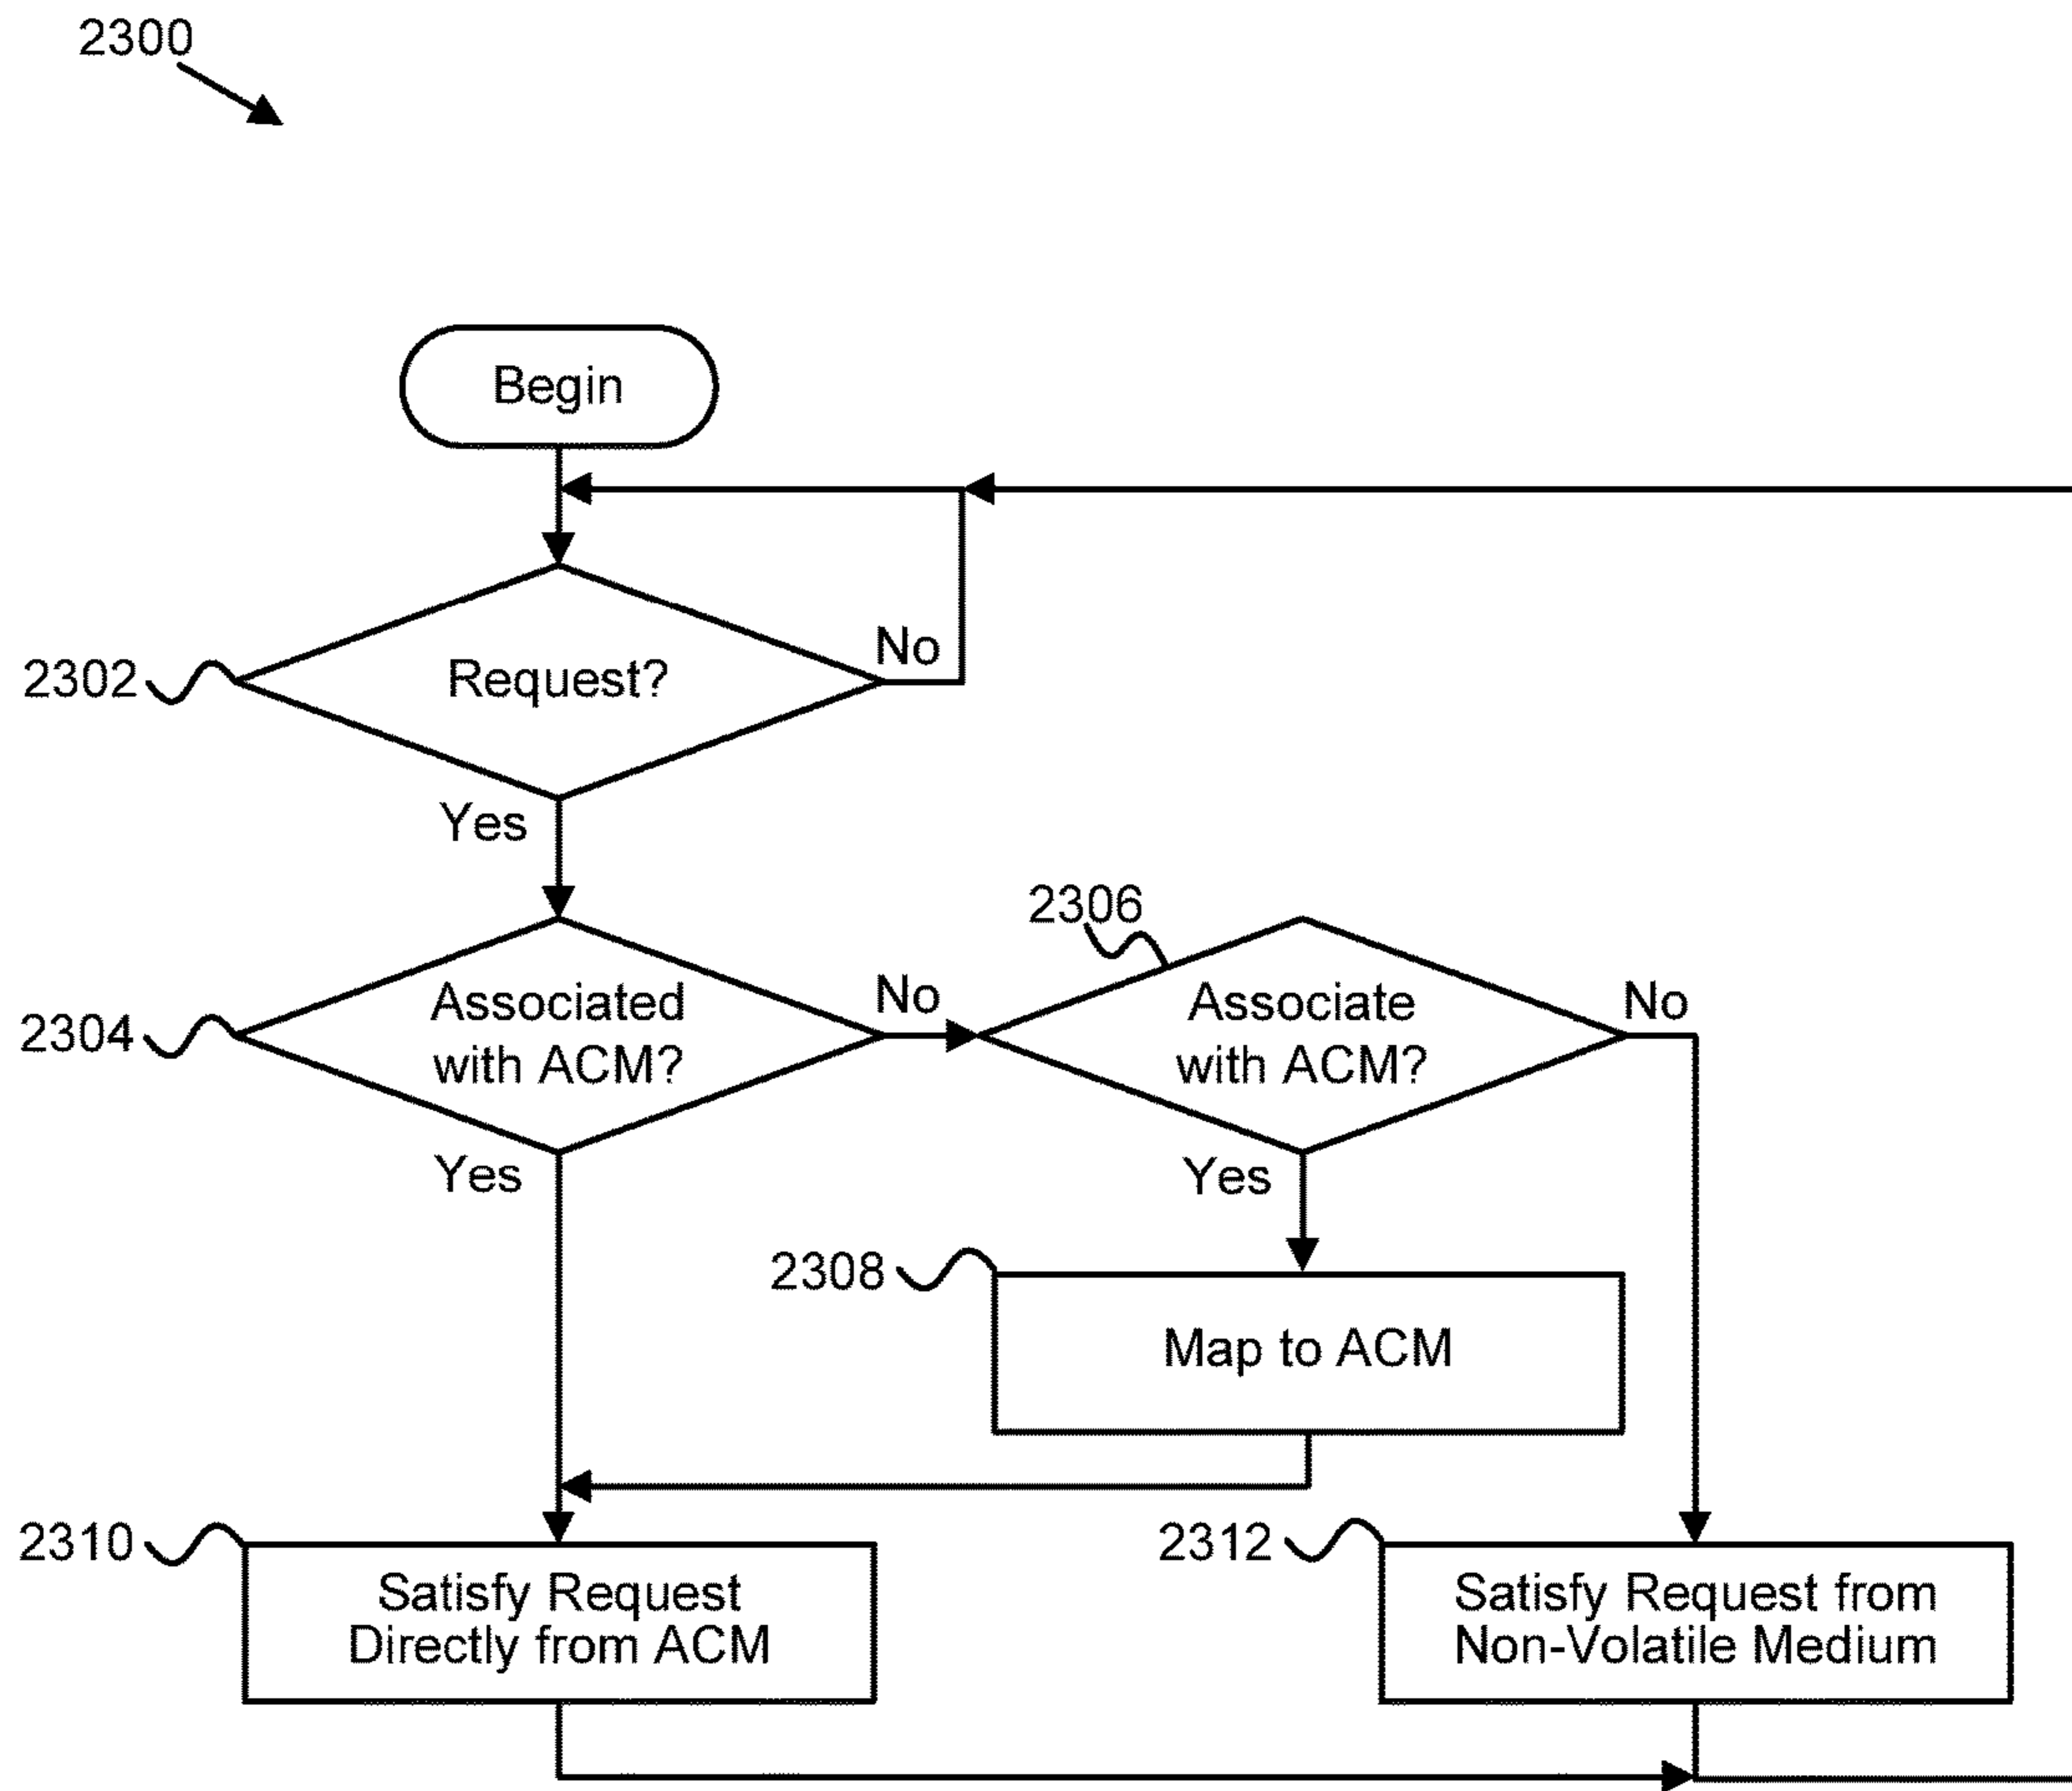 2300
Begin
2302
Request?
No
Yes
2304
Associated
with ACM?
No
2306
Associate
with ACM?
No
Yes
Yes
2308
Map to ACM
2310
Satisfy Request
Directly from ACM
2312
Satisfy Request from
Non-Volatile Medium